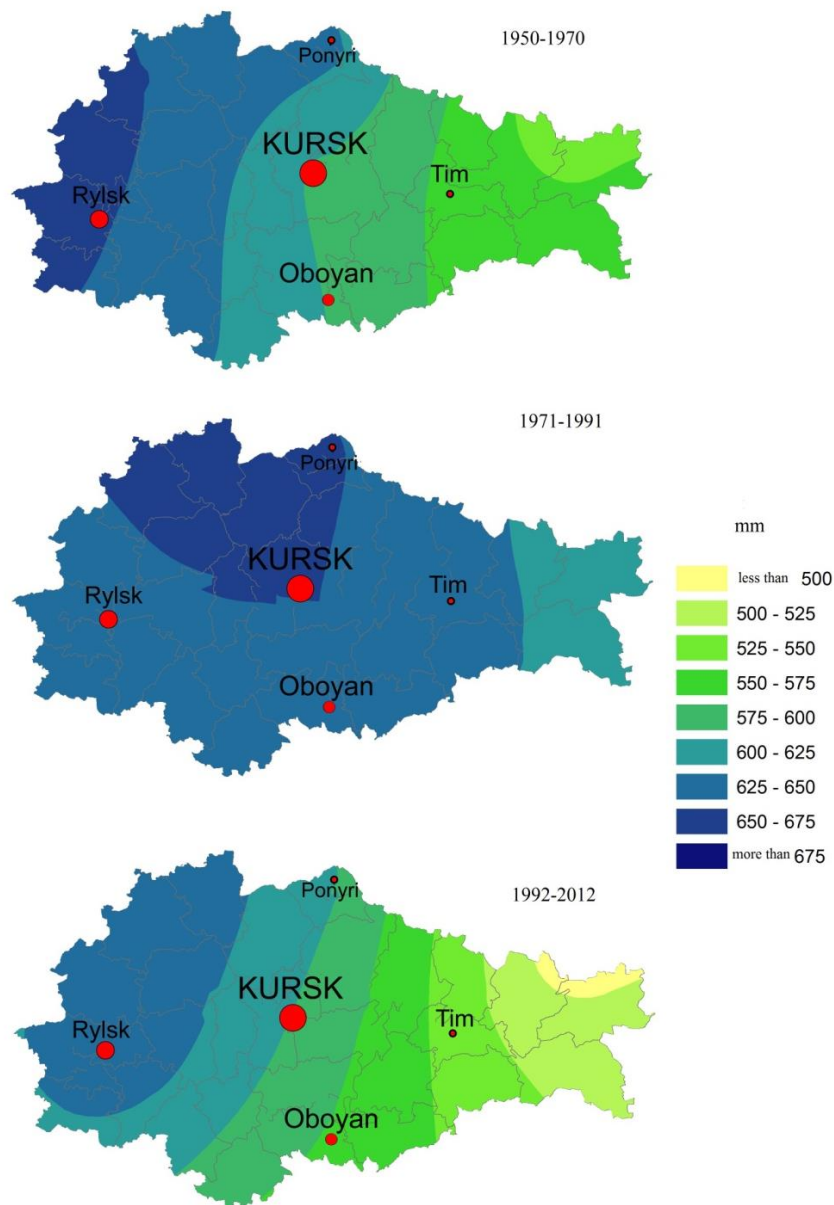 1950-1970
Ponyri
KURSK
Tim
Rylsk
Oboyan
1971-1991
Ponyri
KURSK
Tim
Rylsk
Oboyan
mm
less than 500
500 - 525
525 - 550
550 - 575
575 - 600
600 - 625
625 - 650
650 - 675
more than 675
1992-2012
Ponyri
KURSK
Tim
Rylsk
Oboyan